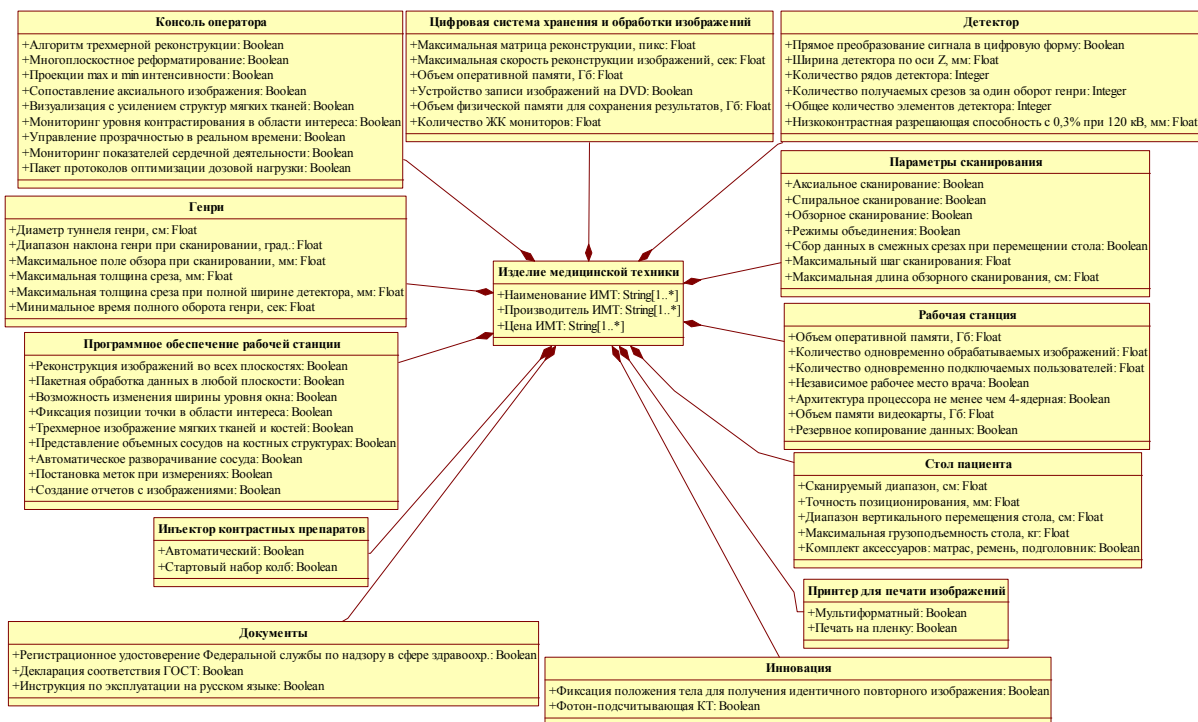 Консоль оператора
+Алгоритм трехмерной реконструкции: Boolean
+Многоплоскостное реформатирование: Boolean
+Проекции max и min интенсивности: Boolean
+Сопоставление аксиального изображения: Boolean
+Визуализация с усилением структур мягких тканей: Boolean
+Мониторинг уровня контрастирования в области интереса: Boolean
+Управление прозрачностью в реальном времени: Boolean
+Мониторинг показателей сердечной деятельности: Boolean
+Пакет протоколов оптимизации дозовой нагрузки: Boolean
Цифровая система хранения и обработки изображений
+Максимальная матрица реконструкции, пикс: Float
+Максимальная скорость реконструкции изображений, сек: Float
+Объем оперативной памяти, Гб: Float
+Устройство записи изображений на DVD: Boolean
+Объем физической памяти для сохранения результатов, Гб: Float
+Количество ЖК мониторов: Float
Детектор
+Прямое преобразование сигнала в цифровую форму: Boolean
+Ширина детектора по оси Z, мм: Float
+Количество рядов детектора: Integer
+Количество получаемых срезов за один оборот генри: Integer
+Общее количество элементов детектора: Integer
+Низкоконтрастная разрешающая способность с 0,3% при 120 кВ, мм: Float
Параметры сканирования
+Аксиальное сканирование: Boolean
+Спиральное сканирование: Boolean
+Обзорное сканирование: Boolean
+Режимы объединения: Boolean
+Сбор данных в смежных срезах при перемещении стола: Boolean
+Максимальный шаг сканирования: Float
+Максимальная длина обзорного сканирования, см: Float
Генри
+Диаметр туннеля генри, см: Float
+Диапазон наклона генри при сканировании, град.: Float
+Максимальное поле обзора при сканировании, мм: Float
+Максимальная толщина среза, мм: Float
+Максимальная толщина среза при полной ширине детектора, мм: Float
+Минимальное время полного оборота генри, сек: Float
Изделие медицинской техники
+Наименование ИМТ: String[1..*]
+Производитель ИМТ: String[1..*]
+Цена ИМТ: String[1..*]
Рабочая станция
+Объем оперативной памяти, Гб: Float
+Количество одновременно обрабатываемых изображений: Float
+Количество одновременно подключаемых пользователей: Float
+Независимое рабочее место врача: Boolean
+Архитектура процессора не менее чем 4-ядерная: Boolean
+Объем памяти видеокарты, Гб: Float
+Резервное копирование данных: Boolean
Программное обеспечение рабочей станции
+Реконструкция изображений во всех плоскостях: Boolean
+Пакетная обработка данных в любой плоскости: Boolean
+Возможность изменения ширины уровня окна: Boolean
+Фиксация позиции точки в области интереса: Boolean
+Трехмерное изображение мягких тканей и костей: Boolean
+Представление объемных сосудов на костных структурах: Boolean
+Автоматическое разворачивание сосуда: Boolean
+Постановка меток при измерениях: Boolean
+Создание отчетов с изображениями: Boolean
Стол пациента
+Сканируемый диапазон, см: Float
+Точность позиционирования, мм: Float
+Диапазон вертикального перемещения стола, см: Float
+Максимальная грузоподъемность стола, кг: Float
+Комплект аксессуаров: матрас, ремень, подголовник: Boolean
Инъектор контрастных препаратов
+Автоматический: Boolean
+Стартовый набор колб: Boolean
Принтер для печати изображений
+Мультиформатный: Boolean
+Печать на пленку: Boolean
Документы
+Регистрационное удостоверение Федеральной службы по надзору в сфере здравоохр.: Boolean
+Декларация соответствия ГОСТ: Boolean
+Инструкция по эксплуатации на русском языке: Boolean
Инновация
+Фиксация положения тела для получения идентичного повторного изображения: Boolean
+Фотон-подсчитывающая КТ: Boolean